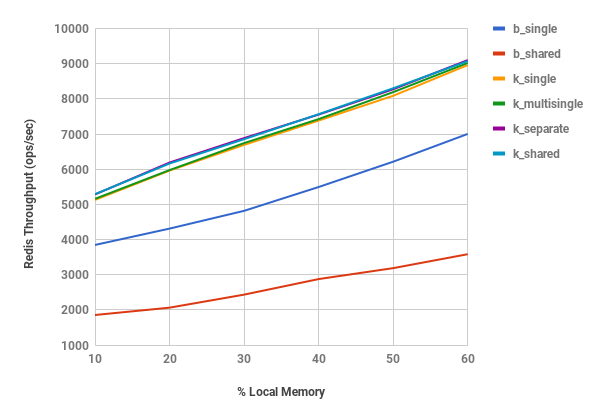 10000
9000
8000
7000
6000
5000
4000
3000
2000
1000
10 20 30 40 50 60
Redis Throughput (ops/sec)
% Local Memory
b_single
b_shared
k_single
k_multisingle
k_separate
k_shared